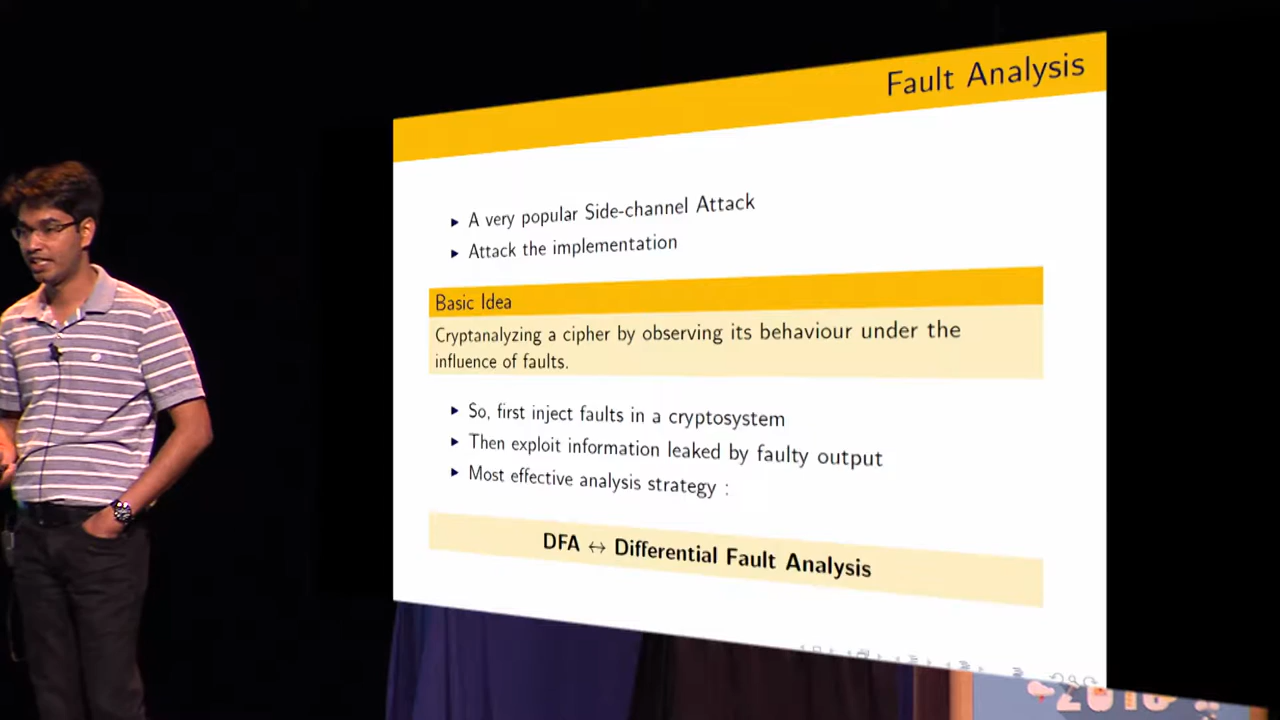 Fault Analysis
▶ A very popular Side-channel Attack
▶ Attack the implementation
Basic Idea
Cryptanalyzing a cipher by observing its behaviour under the
influence of faults.
▶ So, first inject faults in a cryptosystem
▶ Then exploit information leaked by faulty output
▶ Most effective analysis strategy :
DFA ↔ Differential Fault Analysis